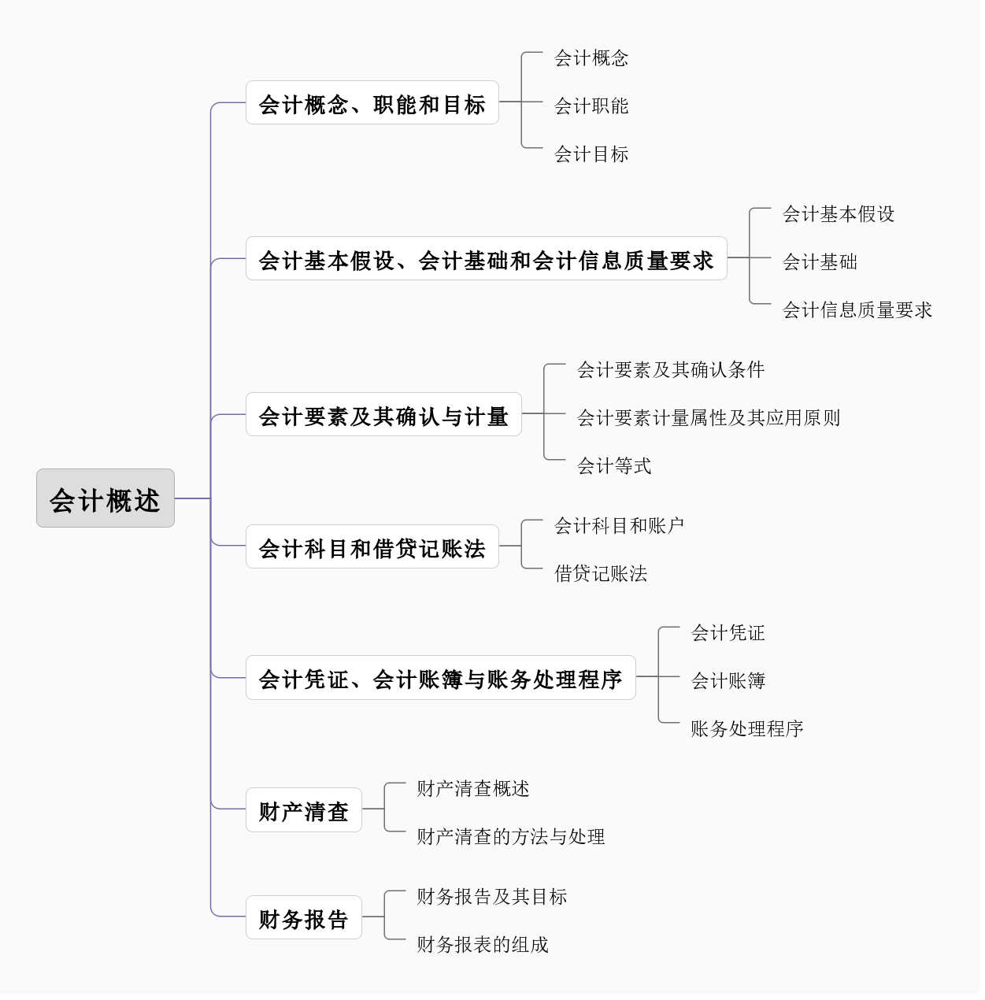 会计概述
会计概念、职能和目标
会计概念
会计职能
会计目标
会计基本假设、会计基础和会计信息质量要求
会计基本假设
会计基础
会计信息质量要求
会计要素及其确认与计量
会计要素及其确认条件
会计要素计量属性及其应用原则
会计等式
会计科目和借贷记账法
会计科目和账户
借贷记账法
会计凭证、会计账簿与账务处理程序
会计凭证
会计账簿
账务处理程序
财产清查
财产清查概述
财产清查的方法与处理
财务报告
财务报告及其目标
财务报表的组成